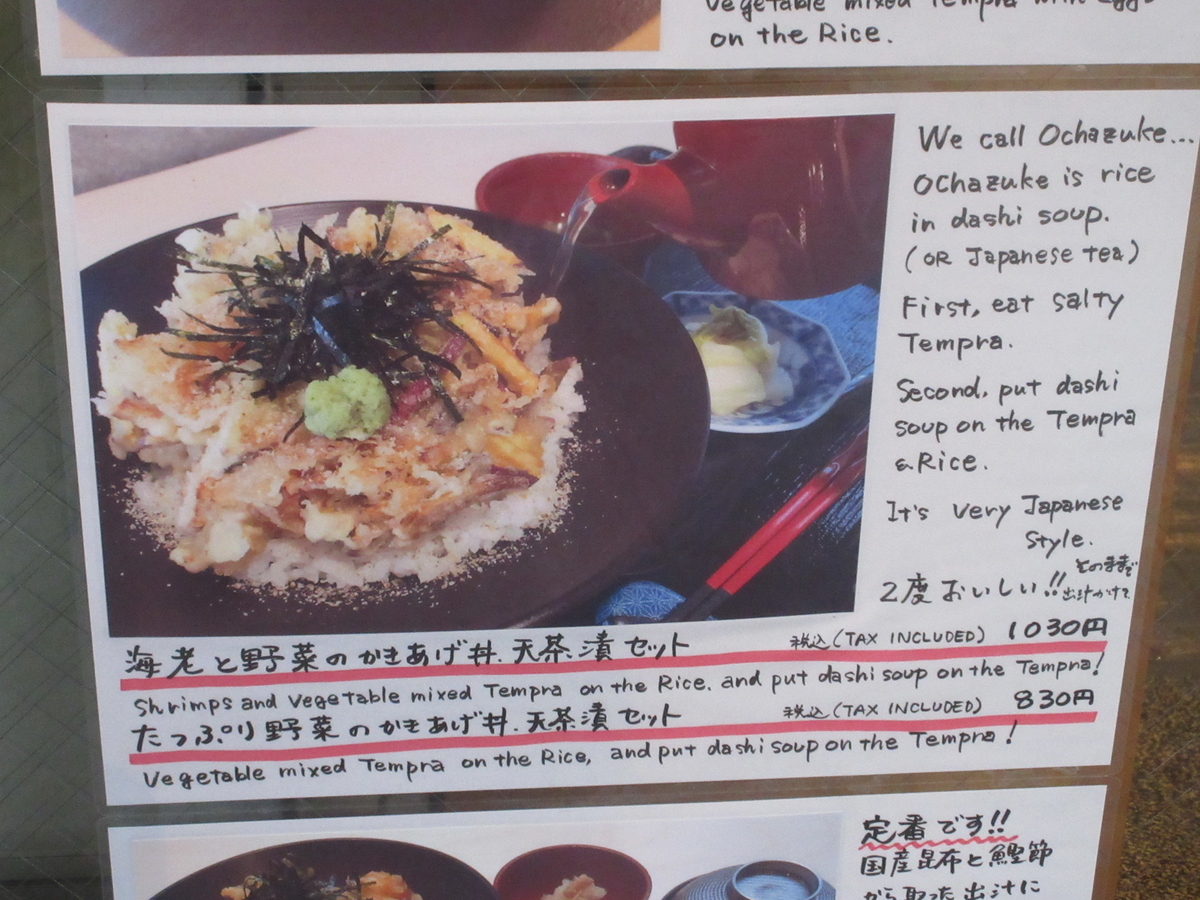 Vegetable mixed Tempra with eggs
on the Rice.
We call Ochazuke...
Ochazuke is rice
in dashi soup.
(OR Japanese Tea)
First, eat salty
Tempra.
Second, put dashi
soup on the Tempra
&Rice.
It's very Japanese
style.
2度おいしい!!
そのままで
出汁かけて
海老と野菜のかきあげ丼.天茶漬セット 税込(TAX INCLUDED) 1030円
Shrimps and Vegetable mixed Tempra on the Rice. and put dashi soup on the Tempra!
たっぷり野菜のかきあげ丼.天茶漬セット 税込(TAX INCLUDED) 830円
Vegetable mixed Tempra on the Rice, and put dashi soup on the Tempra!
定番です!!
国産昆布と鰹節
から取った出汁に